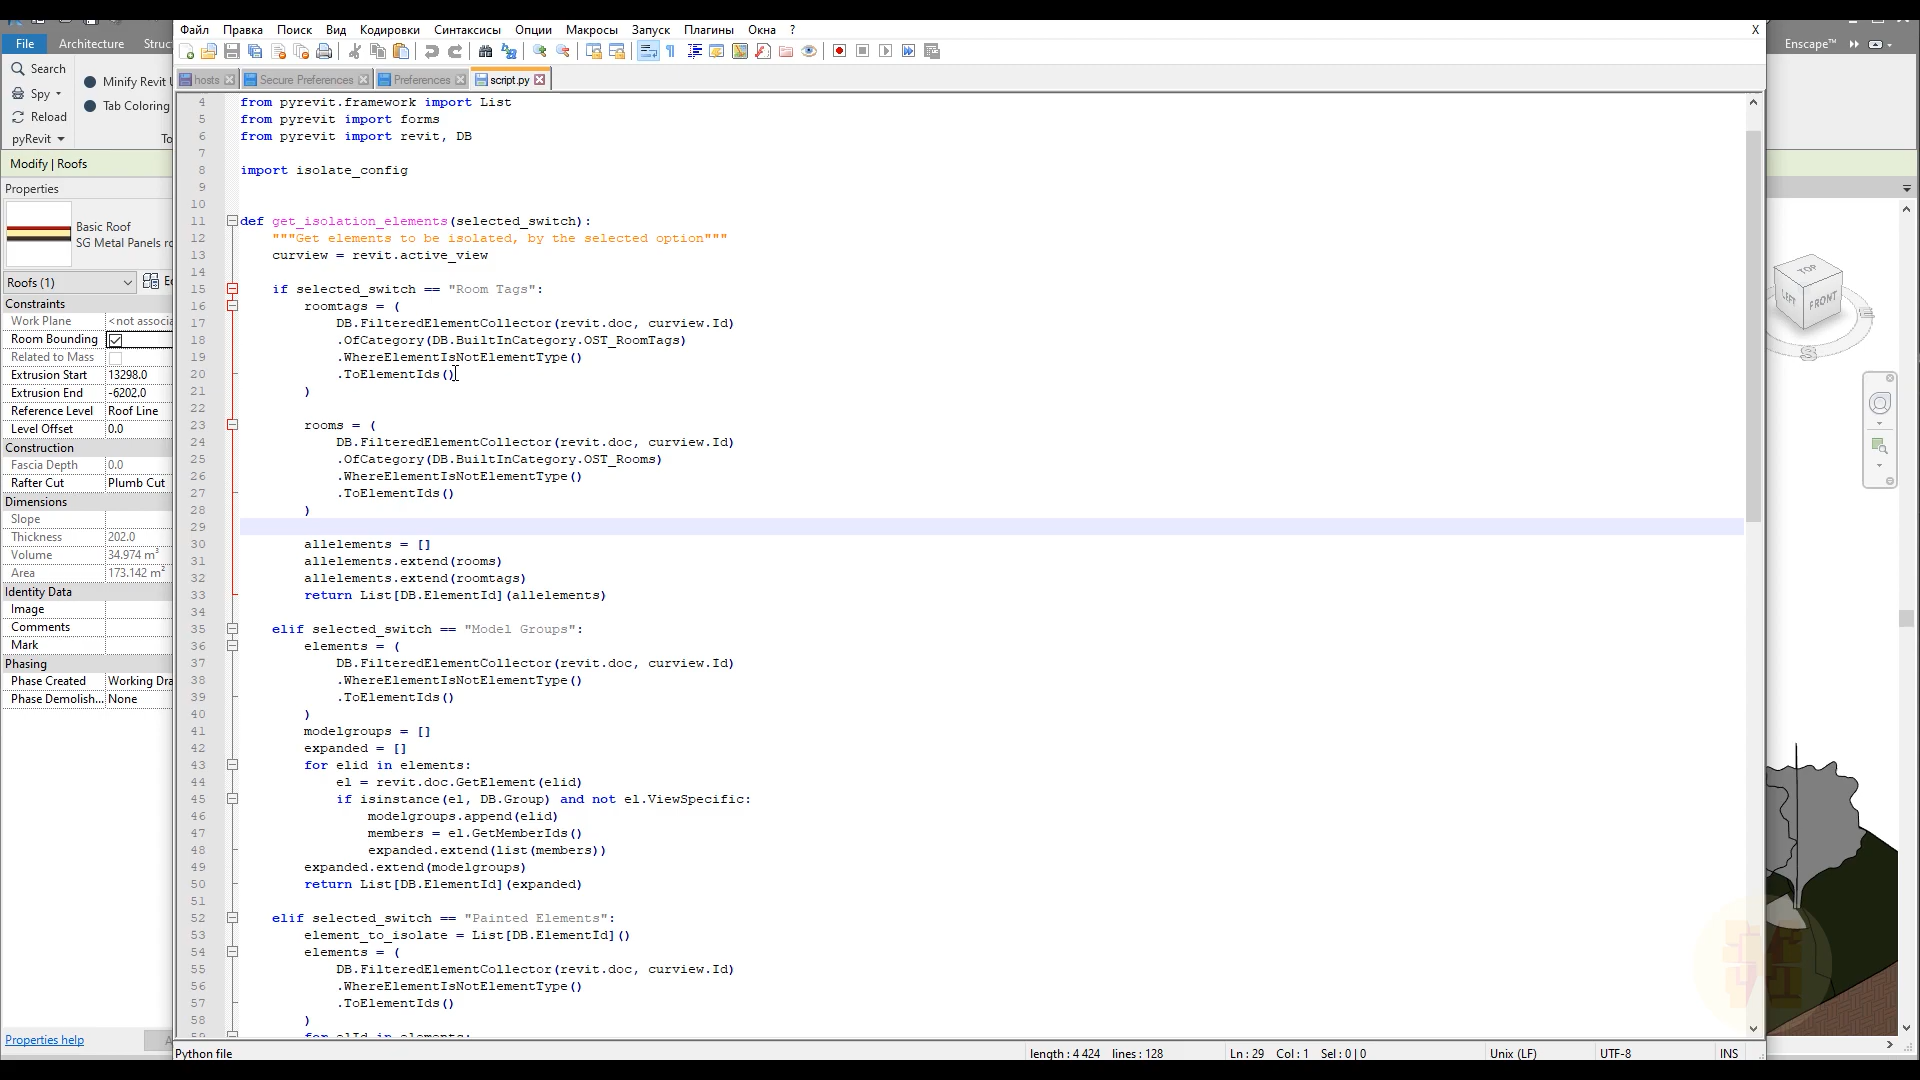 Файл Правка Поиск Вид Кодировки Синтаксисы Опции Макросы Запуск Плагины Окна ?
X
File Architecture
Enscape™
hosts Secure Preferences Preferences script.py
Search
Spy
Reload
pyRevit
Minify Revit
Tab Coloring
Modify | Roofs
Properties
Basic Roof
SG Metal Panels
Roofs (1)
Constraints
Work Plane
Room Bounding
Related to Mass
Extrusion Start 13298.0
Extrusion End -6202.0
Reference Level Roof Line
Level Offset 0.0
Construction
Fascia Depth 0.0
Rafter Cut Plumb Cut
Dimensions
Slope
Thickness 202.0
Volume 34.974 m³
Area 173.142 m²
Identity Data
Image
Comments
Mark
Phasing
Phase Created Working
Phase Demolish... None
Properties help
4 from pyrevit.framework import List
5 from pyrevit import forms
6 from pyrevit import revit, DB
7
8 import isolate_config
9
10
11 def get_isolation_elements(selected_switch):
12 """Get elements to be isolated, by the selected option"""
13 curview = revit.active_view
14
15 if selected_switch == "Room Tags":
16 roomtags = (
17 DB.FilteredElementCollector(revit.doc, curview.Id)
18 .OfCategory(DB.BuiltInCategory.OST_RoomTags)
19 .WhereElementIsNotElementType()
20 .ToElementIds()
21 )
22
23 rooms = (
24 DB.FilteredElementCollector(revit.doc, curview.Id)
25 .OfCategory(DB.BuiltInCategory.OST_Rooms)
26 .WhereElementIsNotElementType()
27 .ToElementIds()
28 )
29
30 allelements = []
31 allelements.extend(rooms)
32 allelements.extend(roomtags)
33 return List[DB.ElementId](allelements)
34
35 elif selected_switch == "Model Groups":
36 elements = (
37 DB.FilteredElementCollector(revit.doc, curview.Id)
38 .WhereElementIsNotElementType()
39 .ToElementIds()
40 )
41 modelgroups = []
42 expanded = []
43 for elid in elements:
44 el = revit.doc.GetElement(elid)
45 if isinstance(el, DB.Group) and not el.ViewSpecific:
46 modelgroups.append(elid)
47 members = el.GetMemberIds()
48 expanded.extend(list(members))
49 expanded.extend(modelgroups)
50 return List[DB.ElementId](expanded)
51
52 elif selected_switch == "Painted Elements":
53 element_to_isolate = List[DB.ElementId]()
54 elements = (
55 DB.FilteredElementCollector(revit.doc, curview.Id)
56 .WhereElementIsNotElementType()
57 .ToElementIds()
58 )
59 for elId in elements:
TOP
LEFT FRONT
E
S
Python file length : 4 424 lines : 128 Ln : 29 Col : 1 Sel : 0 | 0 Unix (LF) UTF-8 INS